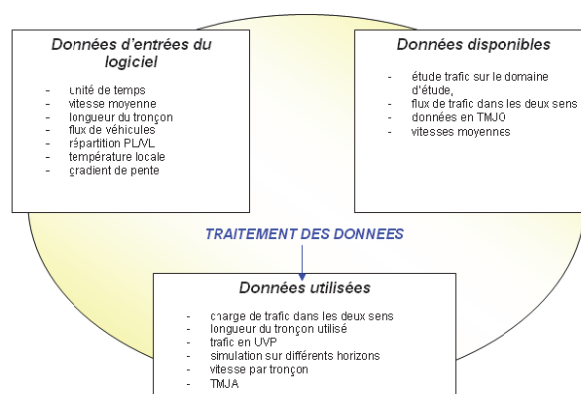 Données d'entrées du
logiciel
- unité de temps
- vitesse moyenne
- longueur du tronçon
- flux de véhicules
- répartition PL/VL
- température locale
- gradient de pente
Données disponibles
- étude trafic sur le domaine
d'étude,
- flux de trafic dans les deux sens
- données en TMJO
- vitesses moyennes
TRAITEMENT DES DONNEES
Données utilisées
- charge de trafic dans les deux sens
- longueur du tronçon utilisé
- trafic en UVP
- simulation sur différents horizons
- vitesse par tronçon
- TMJA